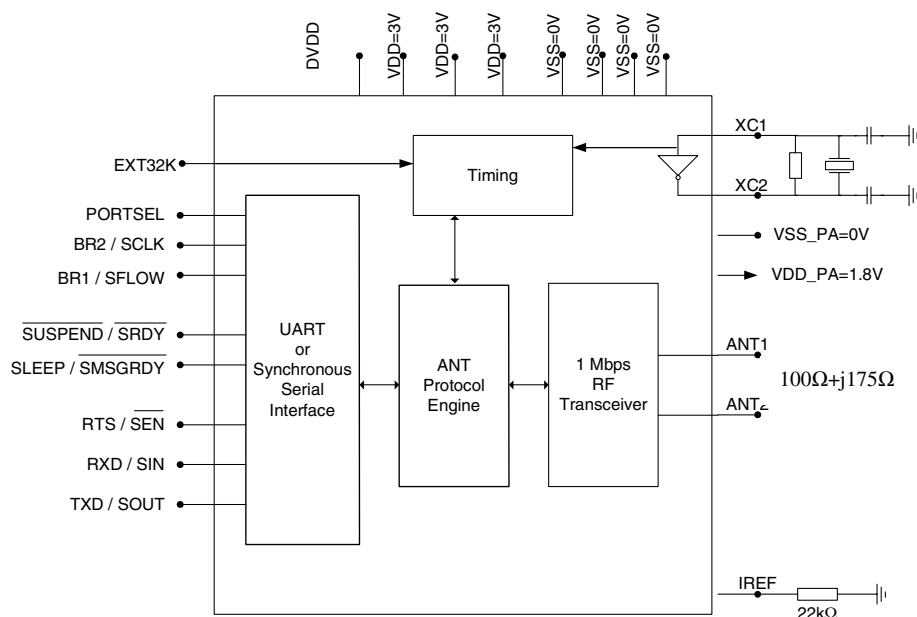 DVDD
VDD=3V
VDD=3V
VDD=3V
VSS=0V
VSS=0V
VSS=0V
VSS=0V
XC1
EXT32K
Timing
XC2
PORTSEL
BR2 / SCLK
VSS_PA=0V
BR1 / SFLOW
VDD_PA=1.8V
SUSPEND / SRDY
SLEEP / SMSGRDY
UART
or
Synchronous
Serial
Interface
ANT
Protocol
Engine
1 Mbps
RF
Transceiver
ANT1
100Ω+j175Ω
ANT2
RTS / SEN
RXD / SIN
TXD / SOUT
IREF
22kΩ